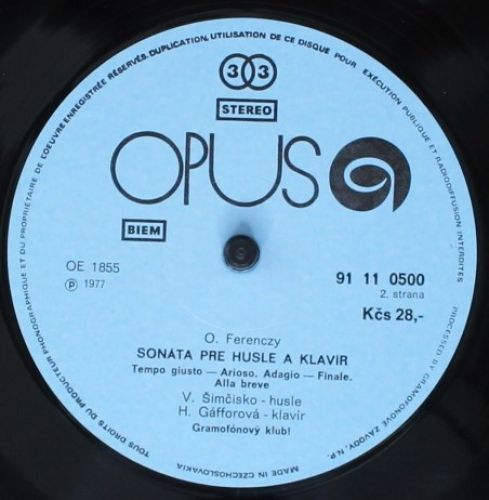 TOUS DROITS DU PRODUCTEUR PHONOGRAPHIQUE ET DU PROPRIÉTAIRE DE L'OEUVRE ENREGISTRÉE RÉSERVÉS. DUPLICATION, UTILISATION DE CE DISQUE POUR EXÉCUTION PUBLIQUE ET RADIODIFFUSION INTERDITES
33
STEREO
OPUS
BIEM
OE 1855
91 11 0500
Ⓟ 1977
2. strana
Kčs 28,-
O. Ferenczy
SONÁTA PRE HUSLE A KLAVÍR
Tempo giusto — Arioso. Adagio — Finale.
Alla breve
V. Šimčisko - husle
H. Gáfforová - klavír
Gramofónový klub!
MADE IN CZECHOSLOVAKIA
PROCESSED BY GRAMOFONOVÉ ZÁVODY, N.P.